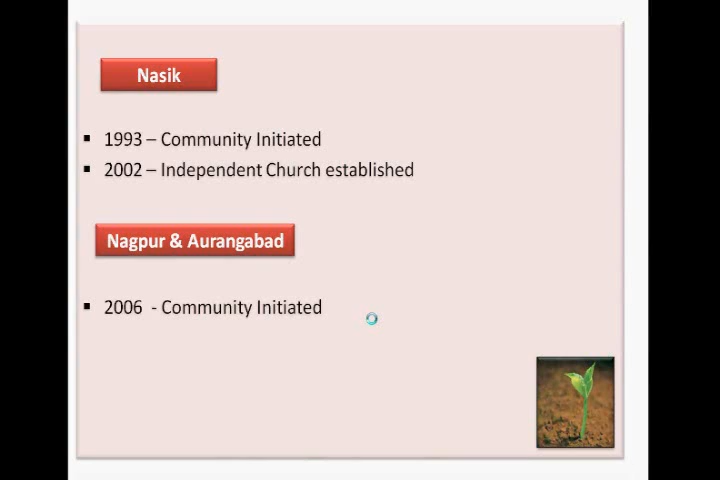 Nasik
▪ 1993 – Community Initiated
▪ 2002 – Independent Church established
Nagpur & Aurangabad
▪ 2006 - Community Initiated